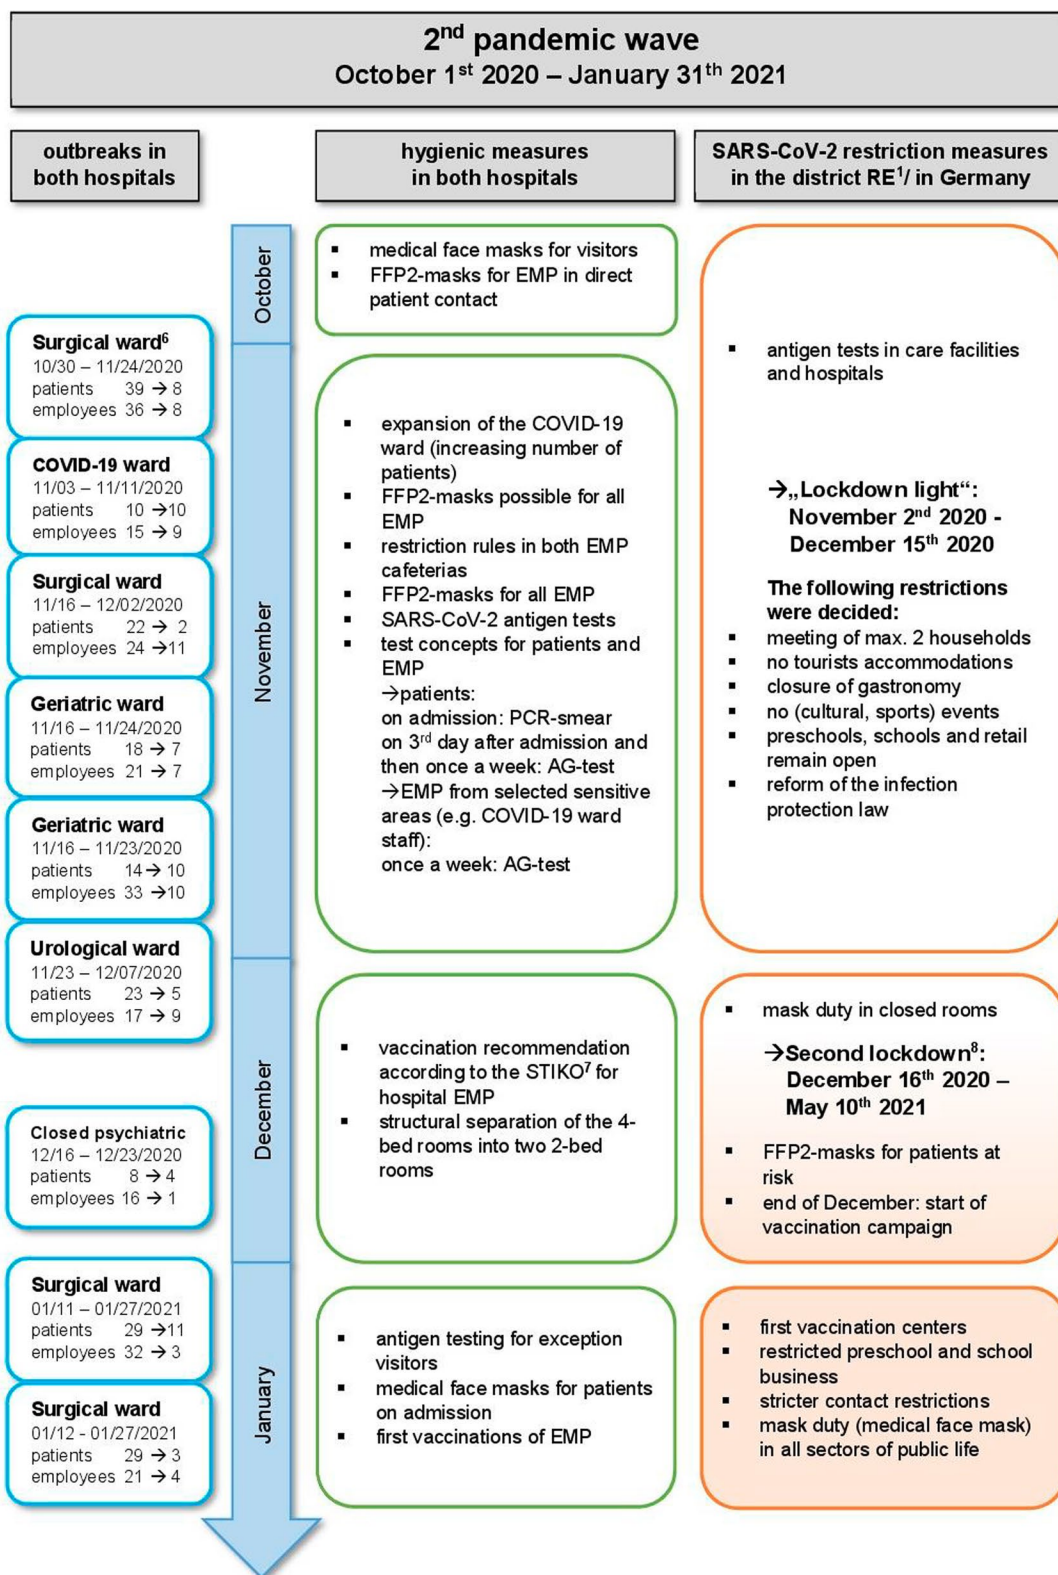 2nd pandemic wave
October 1st 2020 – January 31th 2021
outbreaks in
both hospitals
hygienic measures
in both hospitals
SARS-CoV-2 restriction measures
in the district RE1/ in Germany
October
▪ medical face masks for visitors
▪ FFP2-masks for EMP in direct
patient contact
Surgical ward6
10/30 – 11/24/2020
patients 39 → 8
employees 36 → 8
COVID-19 ward
11/03 – 11/11/2020
patients 10 →10
employees 15 → 9
Surgical ward
11/16 – 12/02/2020
patients 22 → 2
employees 24 →11
Geriatric ward
11/16 – 11/24/2020
patients 18 → 7
employees 21 → 7
Geriatric ward
11/16 – 11/23/2020
patients 14→ 10
employees 33 →10
Urological ward
11/23 – 12/07/2020
patients 23 → 5
employees 17 → 9
November
▪ expansion of the COVID-19
ward (increasing number of
patients)
▪ FFP2-masks possible for all
EMP
▪ restriction rules in both EMP
cafeterias
▪ FFP2-masks for all EMP
▪ SARS-CoV-2 antigen tests
▪ test concepts for patients and
EMP
→patients:
on admission: PCR-smear
on 3rd day after admission and
then once a week: AG-test
→EMP from selected sensitive
areas (e.g. COVID-19 ward
staff):
once a week: AG-test
▪ antigen tests in care facilities
and hospitals
→„Lockdown light“:
November 2nd 2020 -
December 15th 2020
The following restrictions
were decided:
▪ meeting of max. 2 households
▪ no tourists accommodations
▪ closure of gastronomy
▪ no (cultural, sports) events
▪ preschools, schools and retail
remain open
▪ reform of the infection
protection law
Closed psychiatric
12/16 – 12/23/2020
patients 8 → 4
employees 16 → 1
December
▪ vaccination recommendation
according to the STIKO7 for
hospital EMP
▪ structural separation of the 4-
bed rooms into two 2-bed
rooms
▪ mask duty in closed rooms
→Second lockdown8:
December 16th 2020 –
May 10th 2021
▪ FFP2-masks for patients at
risk
▪ end of December: start of
vaccination campaign
Surgical ward
01/11 – 01/27/2021
patients 29 →11
employees 32 → 3
Surgical ward
01/12 - 01/27/2021
patients 29 → 3
employees 21 → 4
January
▪ antigen testing for exception
visitors
▪ medical face masks for patients
on admission
▪ first vaccinations of EMP
▪ first vaccination centers
▪ restricted preschool and school
business
▪ stricter contact restrictions
▪ mask duty (medical face mask)
in all sectors of public life